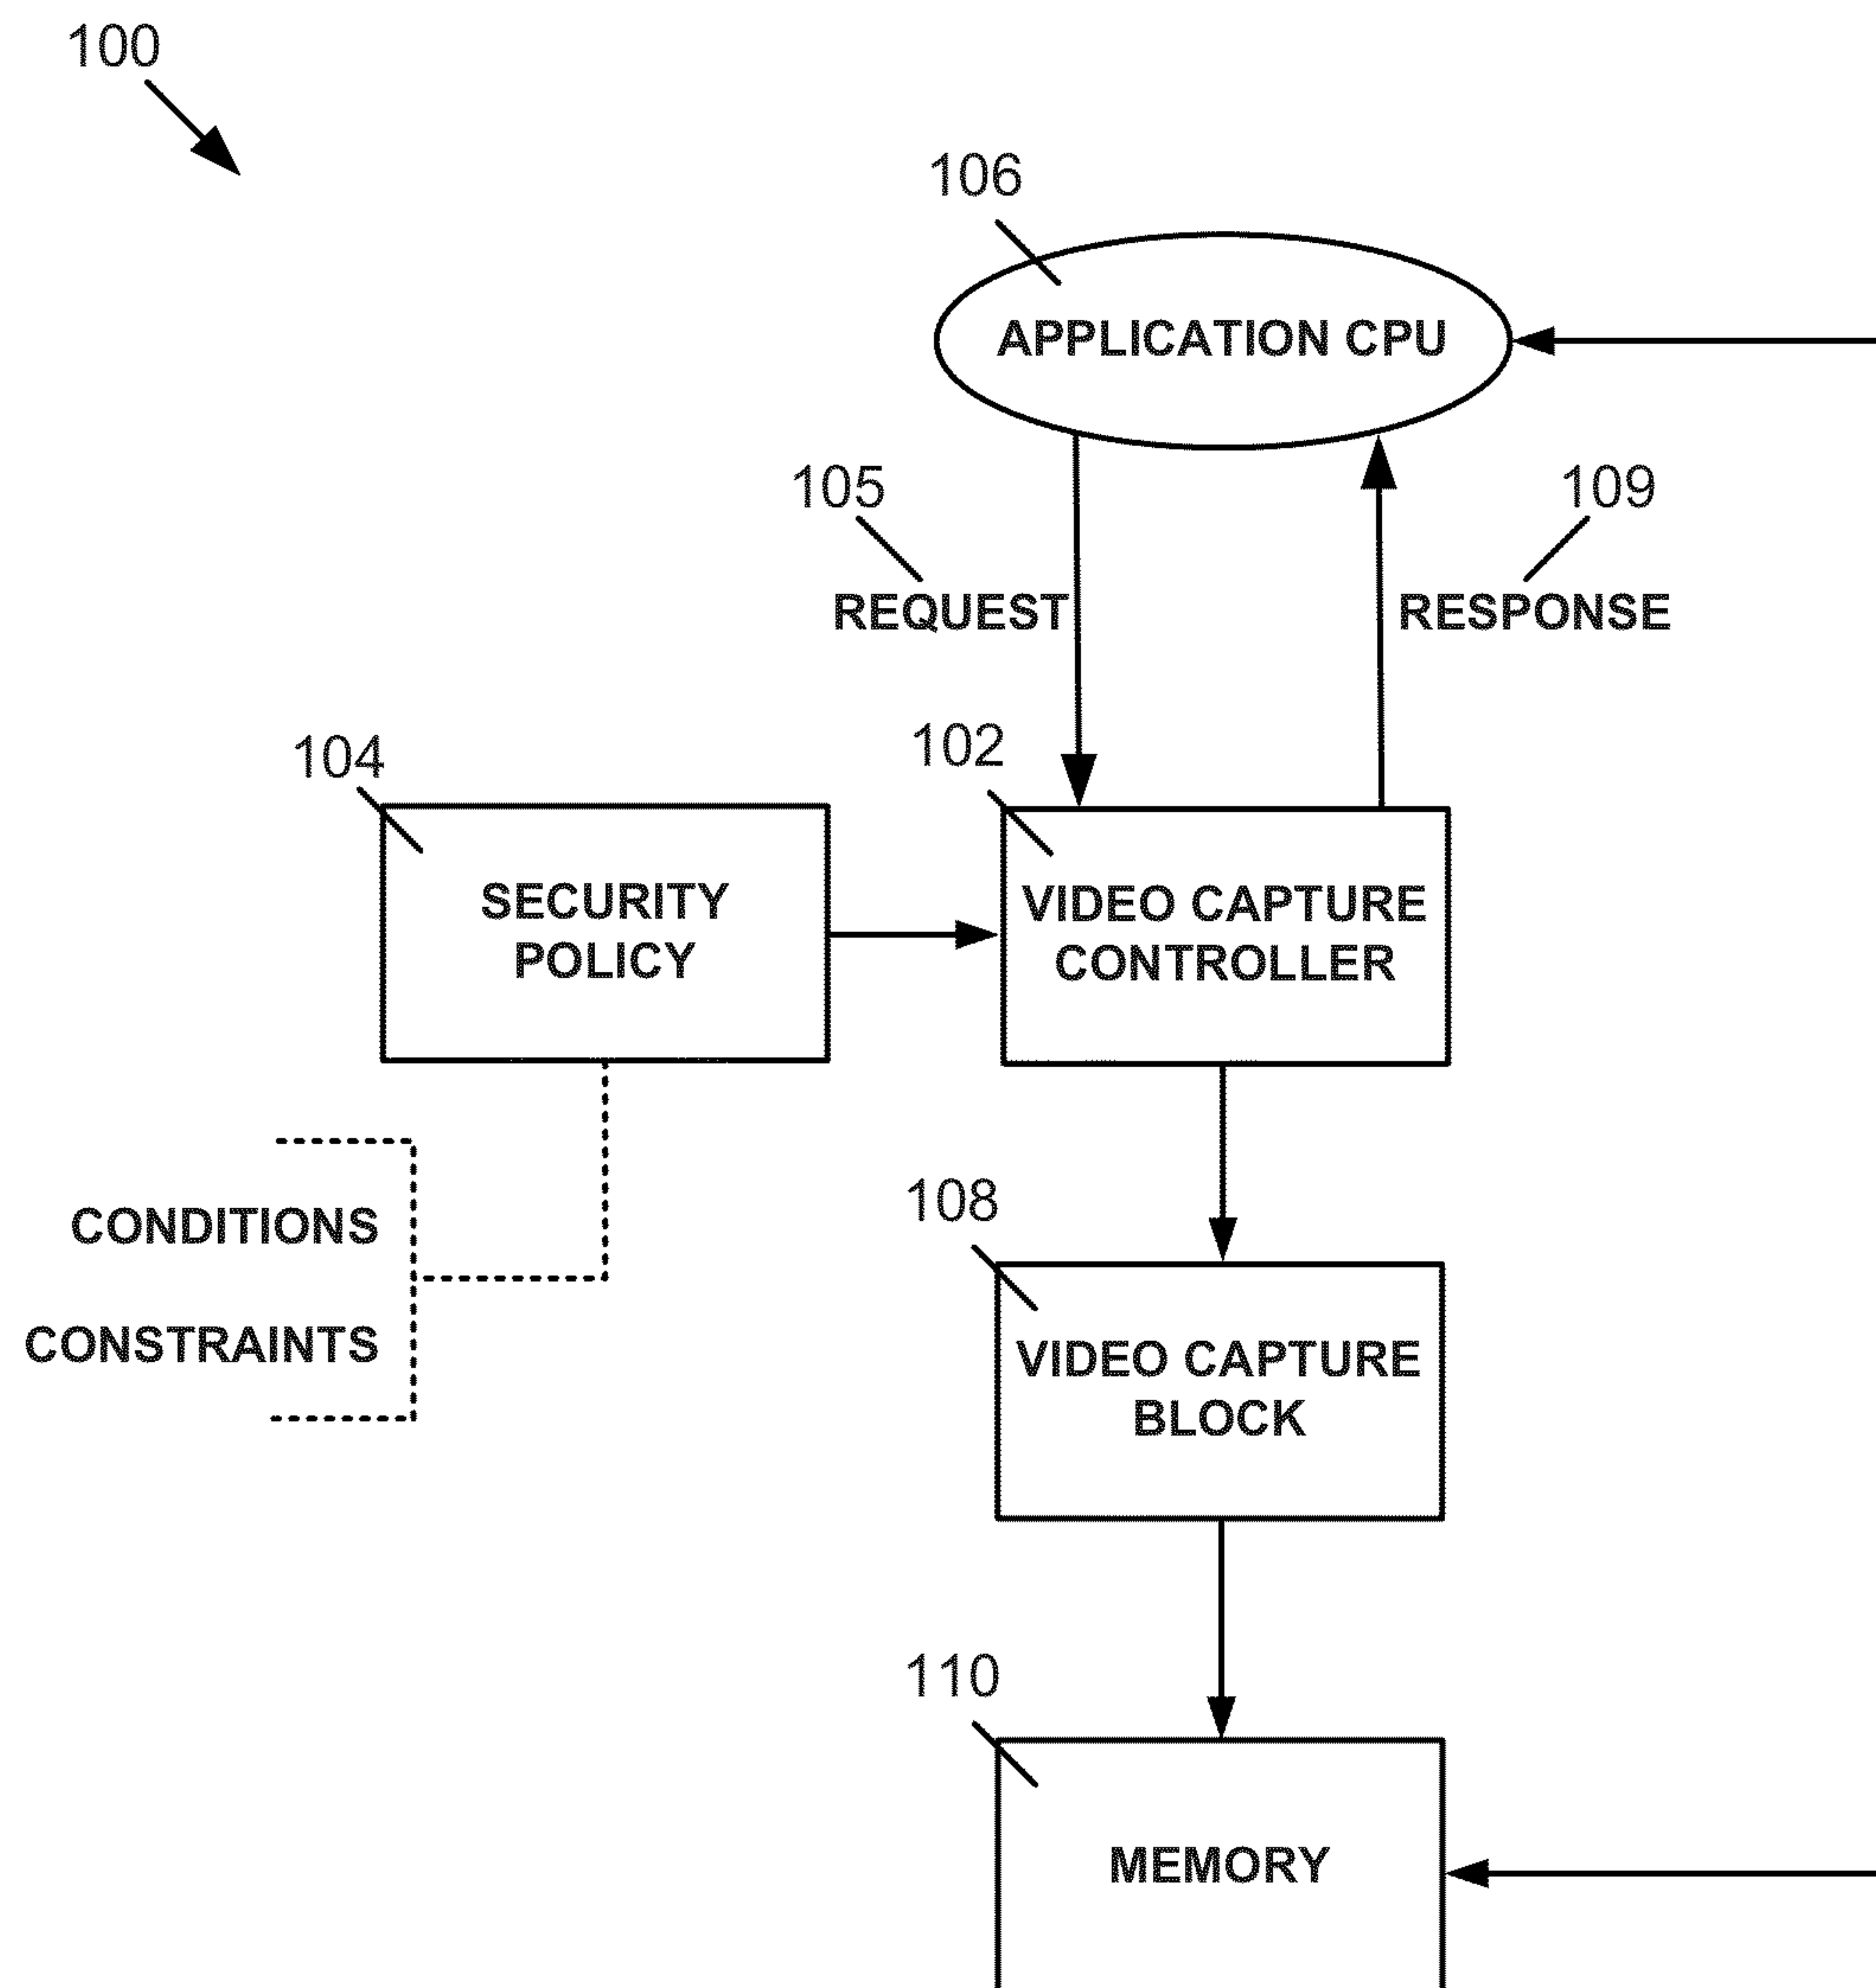 100
106
APPLICATION CPU
105
109
REQUEST
RESPONSE
104
102
SECURITY
POLICY
VIDEO CAPTURE
CONTROLLER
108
CONDITIONS
CONSTRAINTS
VIDEO CAPTURE
BLOCK
110
MEMORY